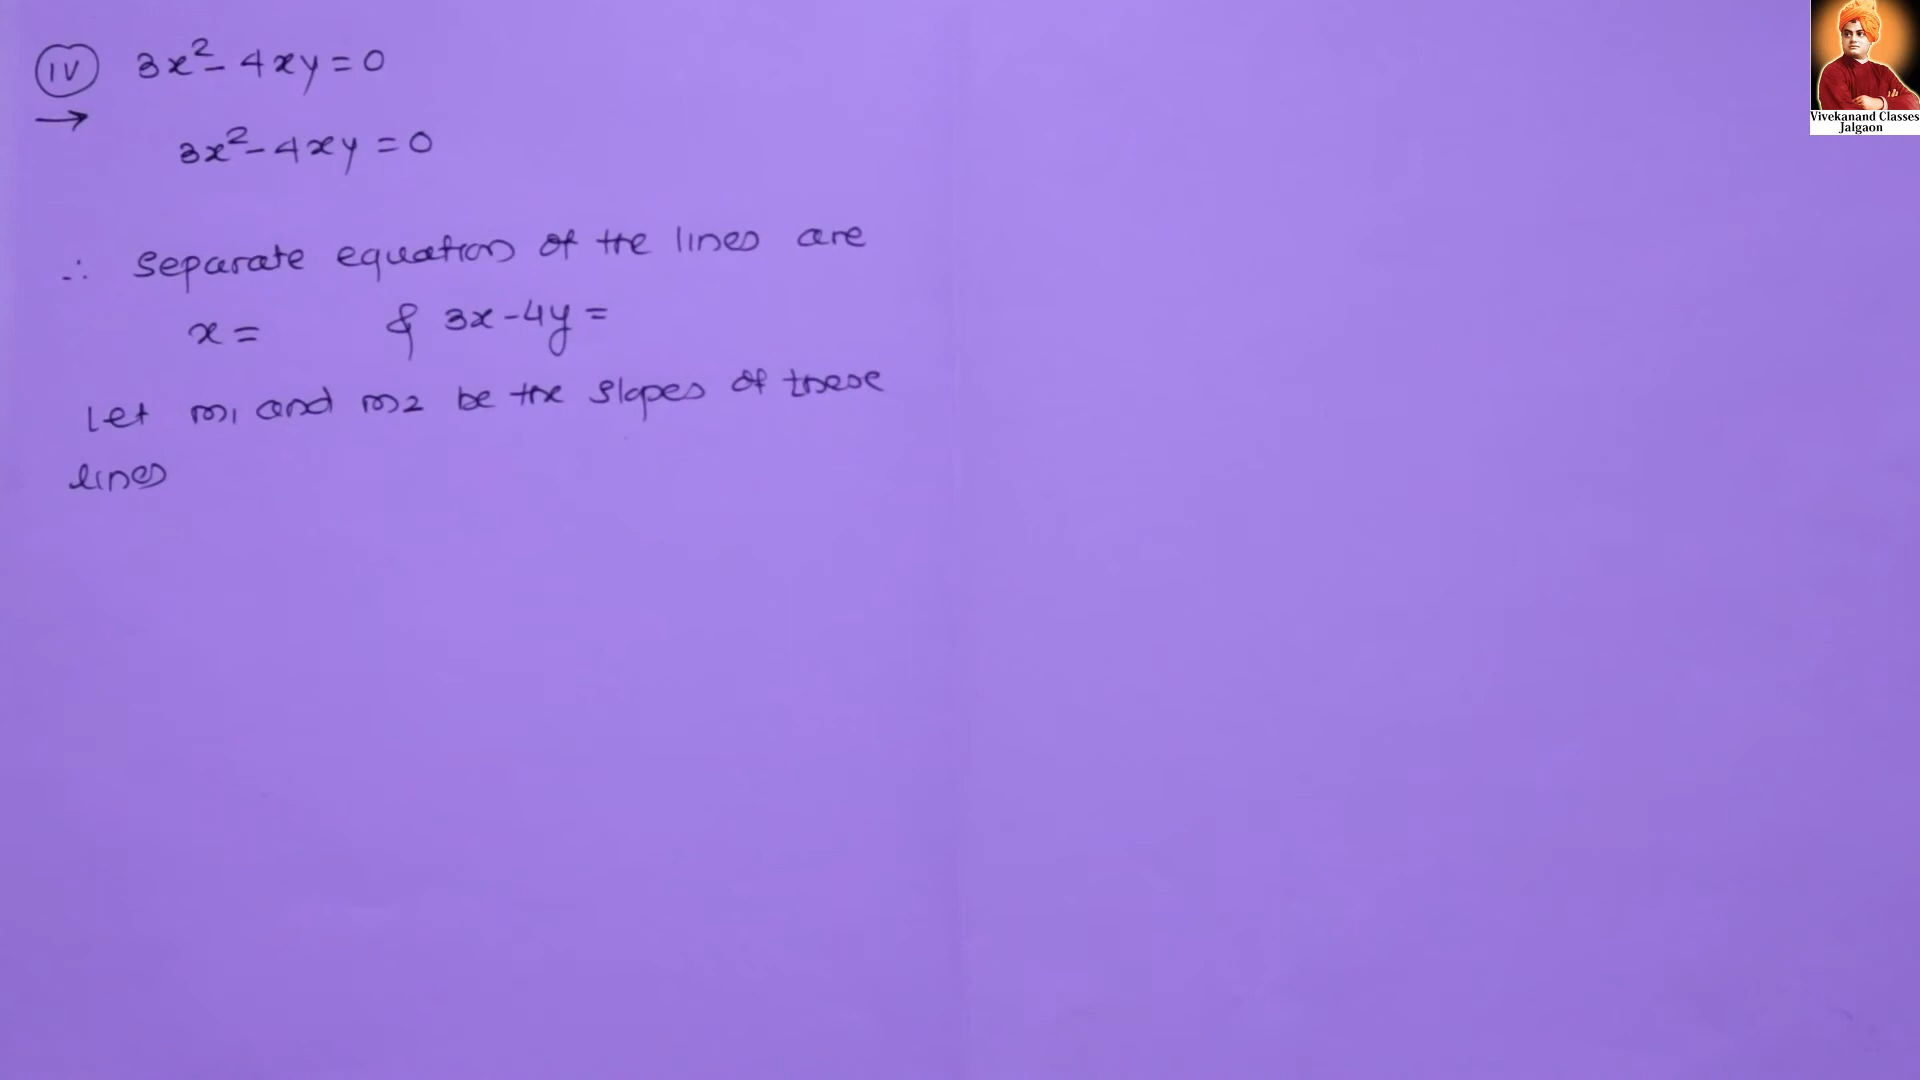 IV 3x² - 4xy = 0
→
3x² - 4xy = 0
∴ Separate equation of the lines are
x = & 3x - 4y =
Let m1 and m2 be the slopes of these
lines
Vivekanand Classes
Jalgaon